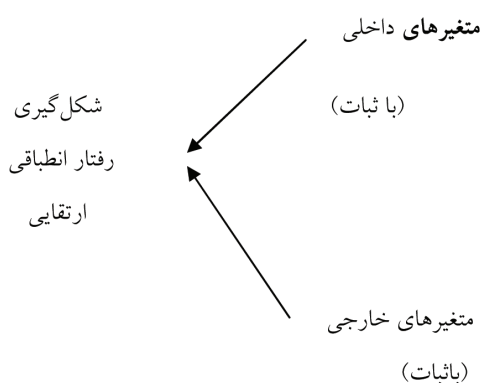 متغیرهای داخلی
(با ثبات)
شکل‌گیری
رفتار انطباقی
ارتقایی
متغیرهای خارجی
(باثبات)